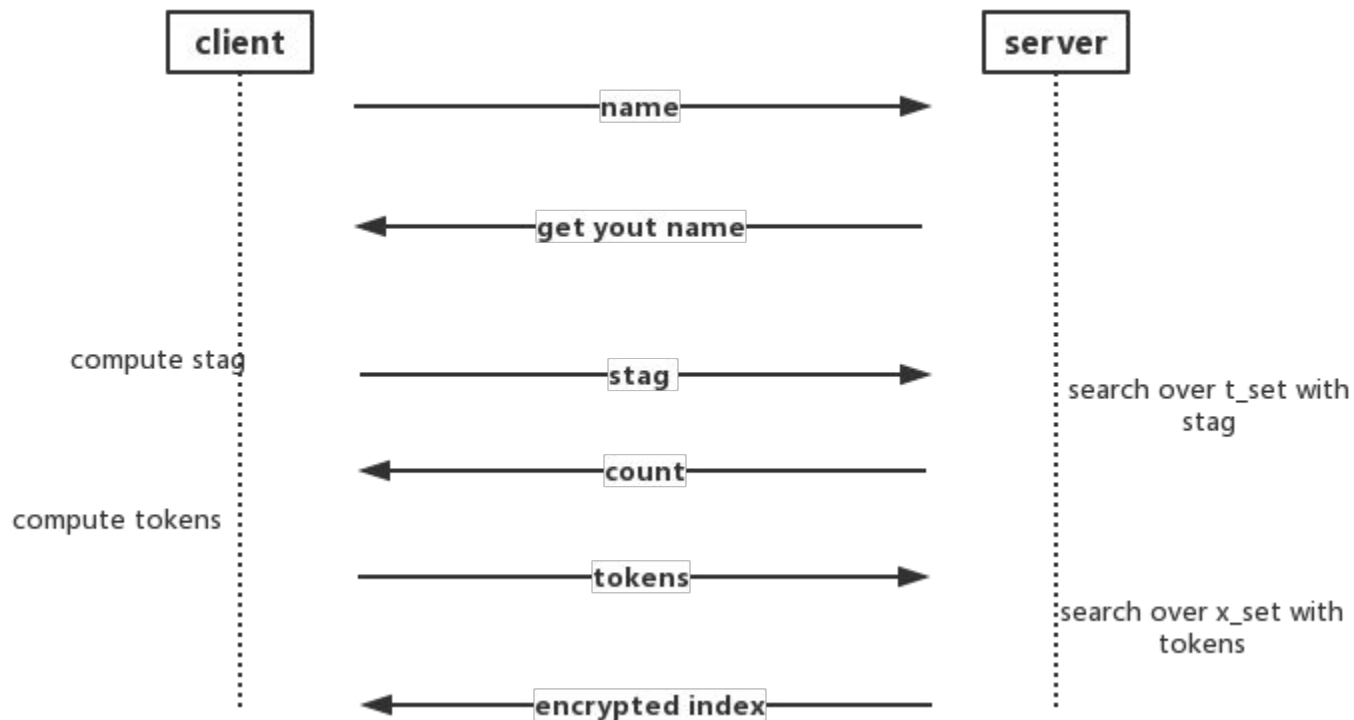 client
server
name
get yout name
compute stag
stag
search over t_set with
stag
count
compute tokens
tokens
search over x_set with
tokens
encrypted index